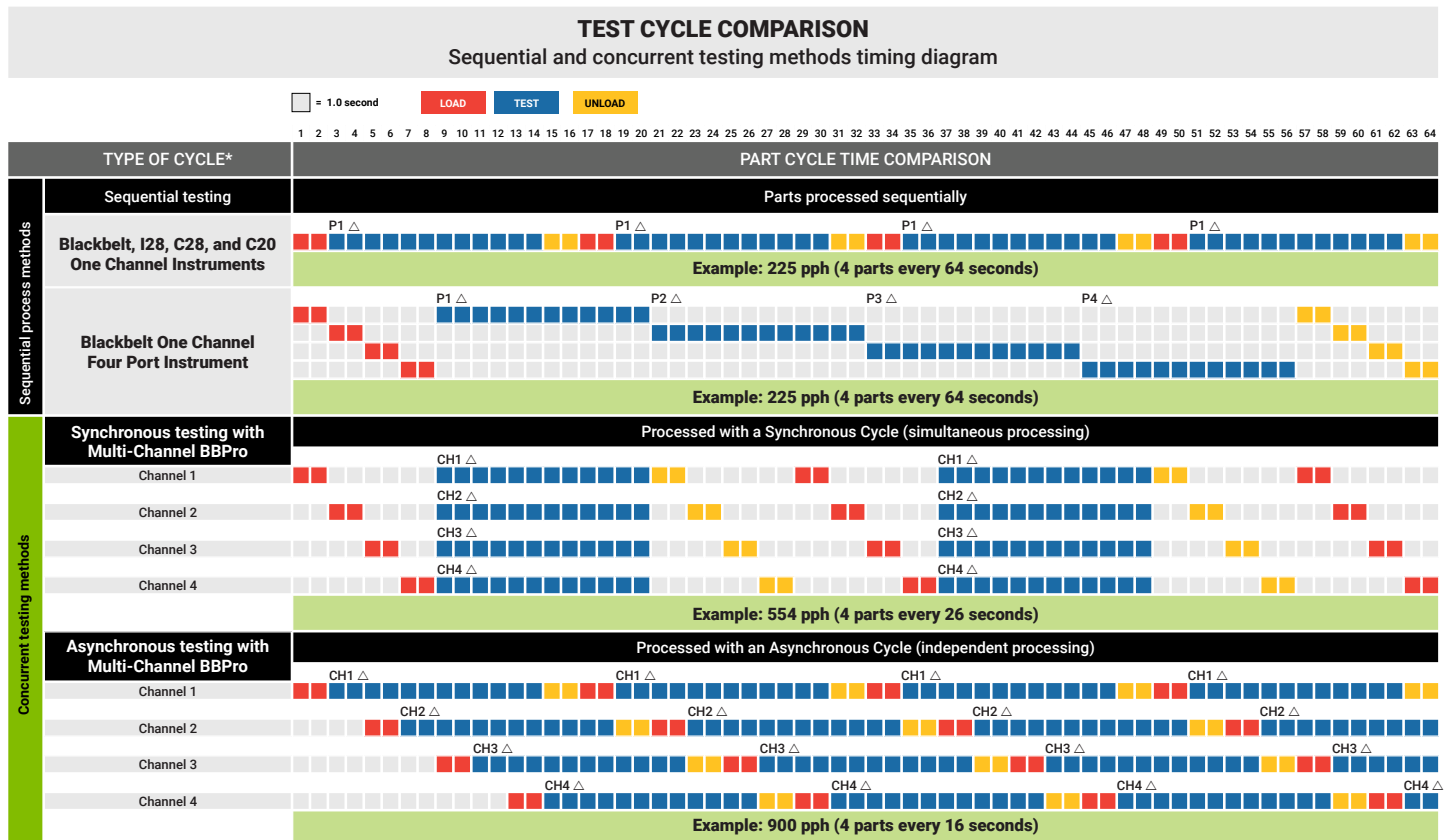 TEST CYCLE COMPARISON
Sequential and concurrent testing methods timing diagram
= 1.0 second
LOAD
TEST
UNLOAD
1 2 3 4 5 6 7 8 9 10 11 12 13 14 15 16 17 18 19 20 21 22 23 24 25 26 27 28 29 30 31 32 33 34 35 36 37 38 39 40 41 42 43 44 45 46 47 48 49 50 51 52 53 54 55 56 57 58 59 60 61 62 63 64
TYPE OF CYCLE*
PART CYCLE TIME COMPARISON
Sequential process methods
Sequential testing
Parts processed sequentially
Blackbelt, I28, C28, and C20
One Channel Instruments
P1 △ P1 △ P1 △ P1 △
Example: 225 pph (4 parts every 64 seconds)
Blackbelt One Channel
Four Port Instrument
P1 △ P2 △ P3 △ P4 △
Example: 225 pph (4 parts every 64 seconds)
Concurrent testing methods
Synchronous testing with
Multi-Channel BBPro
Processed with a Synchronous Cycle (simultaneous processing)
CH1 △ CH1 △
Channel 1
CH2 △ CH2 △
Channel 2
CH3 △ CH3 △
Channel 3
CH4 △ CH4 △
Channel 4
Example: 554 pph (4 parts every 26 seconds)
Asynchronous testing with
Multi-Channel BBPro
Processed with an Asynchronous Cycle (independent processing)
CH1 △ CH1 △ CH1 △ CH1 △
Channel 1
CH2 △ CH2 △ CH2 △ CH2 △
Channel 2
CH3 △ CH3 △ CH3 △ CH3 △
Channel 3
CH4 △ CH4 △ CH4 △ CH4 △
Channel 4
Example: 900 pph (4 parts every 16 seconds)